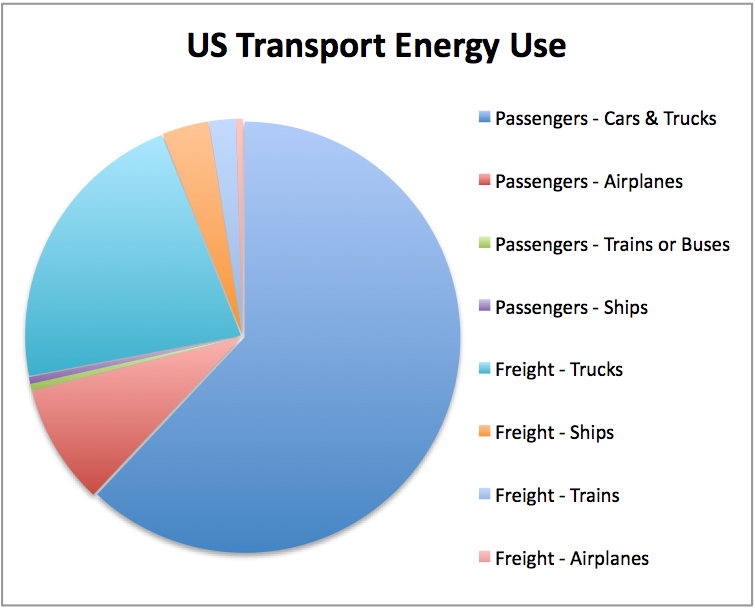 US Transport Energy Use
Passengers - Cars & Trucks
Passengers - Airplanes
Passengers - Trains or Buses
Passengers - Ships
Freight - Trucks
Freight - Ships
Freight - Trains
Freight - Airplanes